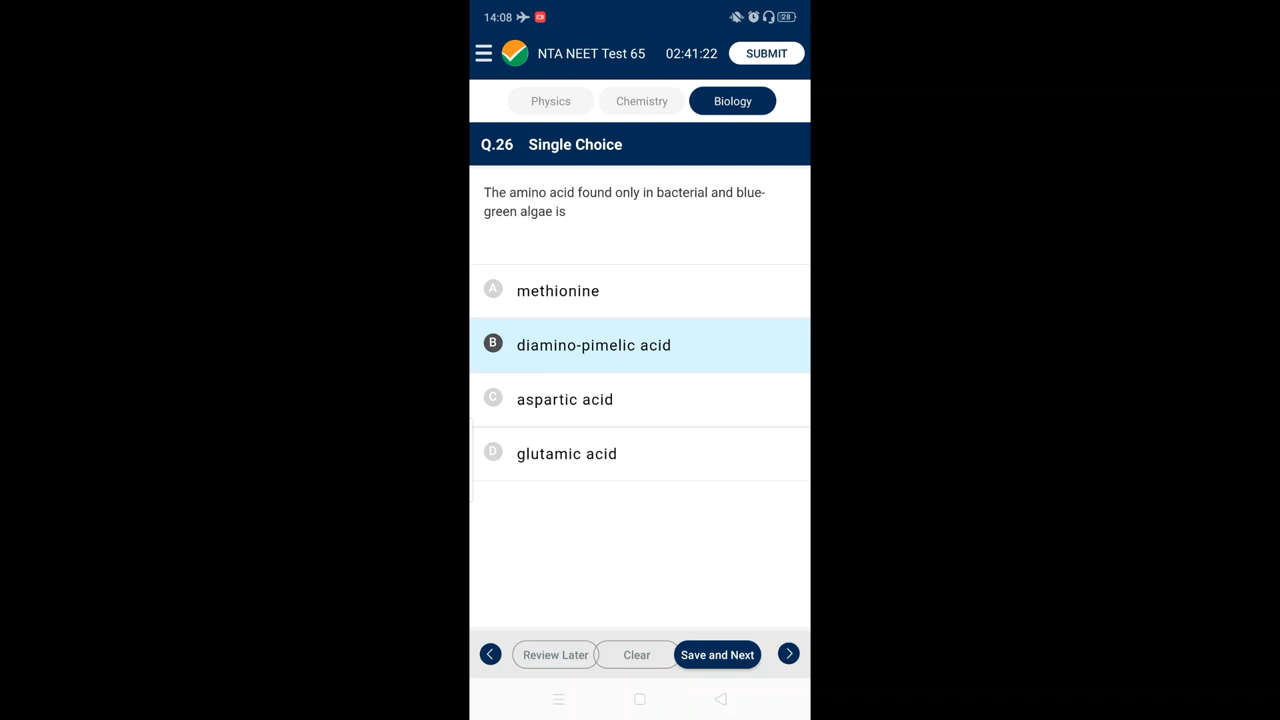 14:08 28
NTA NEET Test 65 02:41:22 SUBMIT
Physics Chemistry Biology
Q.26 Single Choice
The amino acid found only in bacterial and blue-
green algae is
A methionine
B diamino-pimelic acid
C aspartic acid
D glutamic acid
Review Later Clear Save and Next